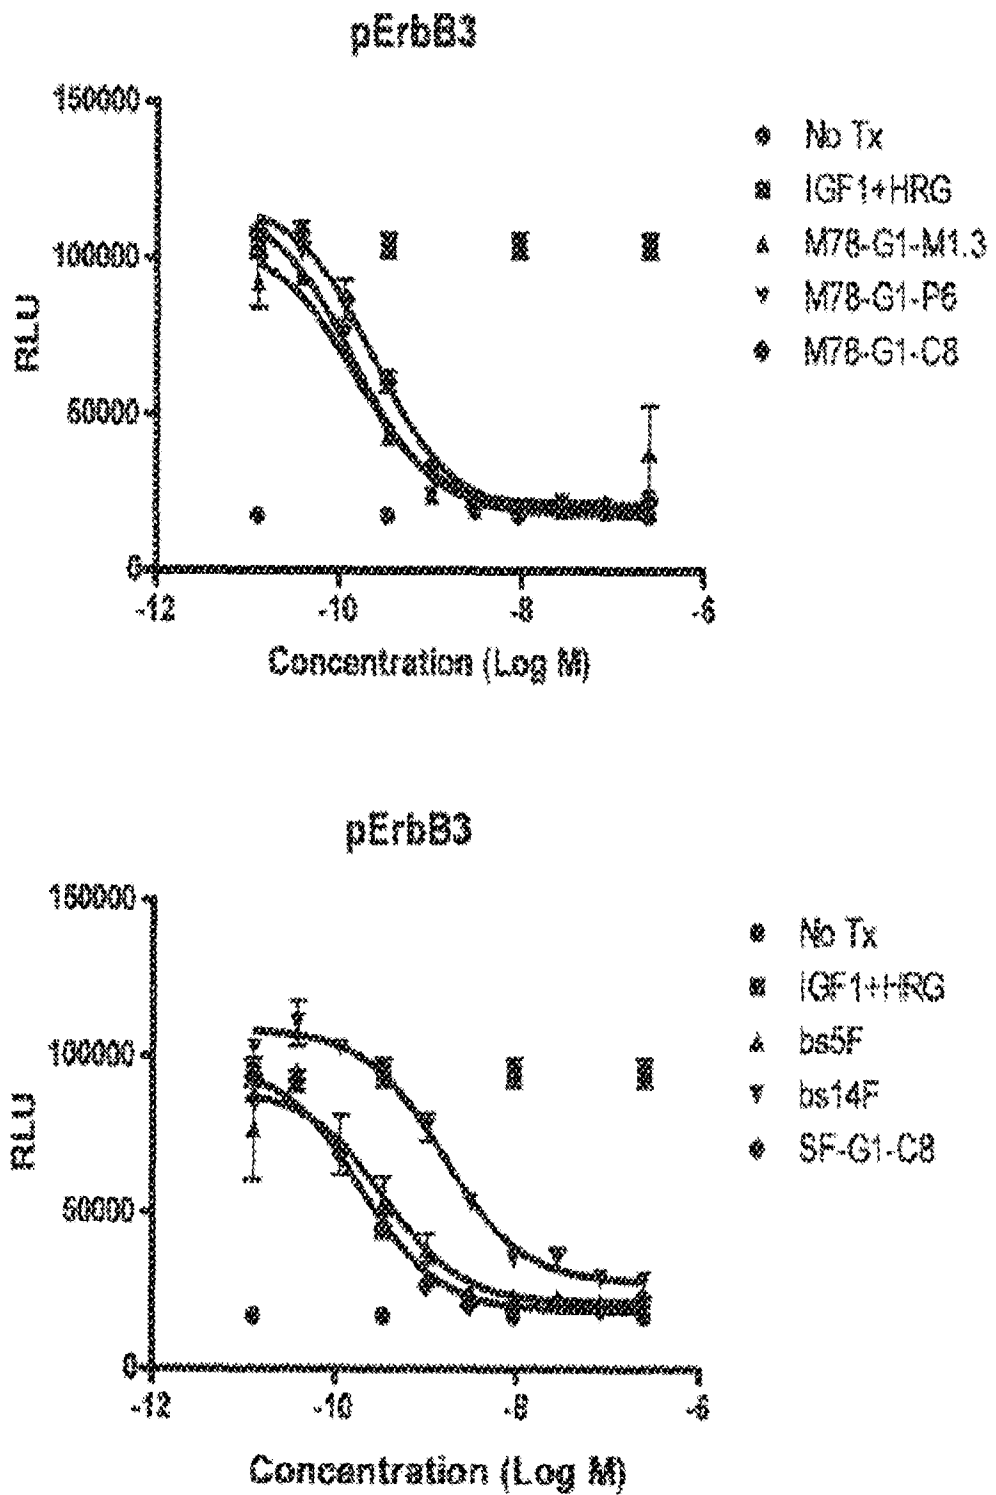 pErbB3
150000
100000
50000
0
-12
-10
-8
-6
RLU
Concentration (Log M)
No Tx
IGF1+HRG
M78-G1-M1.3
M78-G1-P6
M78-G1-C8
pErbB3
150000
100000
50000
0
-12
-10
-8
-6
RLU
Concentration (Log M)
No Tx
IGF1+HRG
bs5F
bs14F
SF-G1-C8